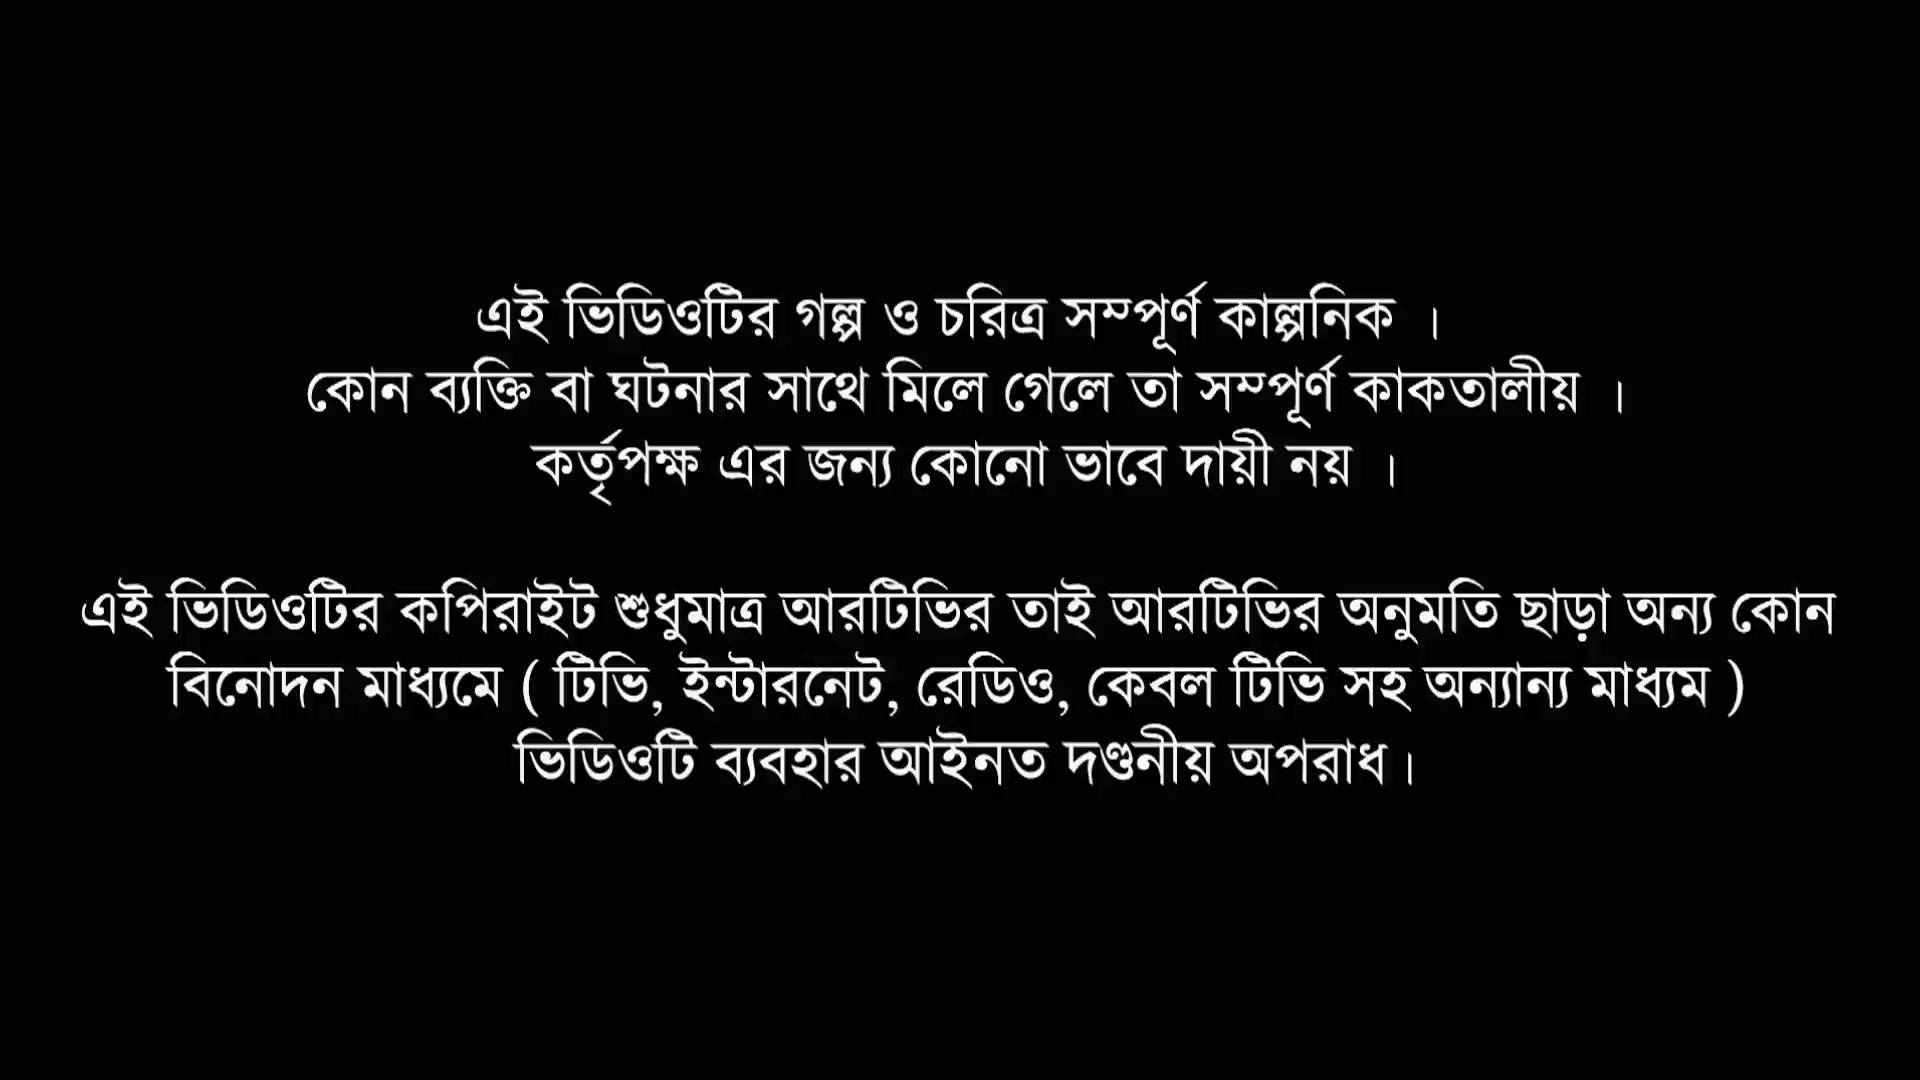 এই ভিডিওটির গল্প ও চরিত্র সম্পূর্ণ কাল্পনিক ।
কোন ব্যক্তি বা ঘটনার সাথে মিলে গেলে তা সম্পূর্ণ কাকতালীয় ।
কর্তৃপক্ষ এর জন্য কোনো ভাবে দায়ী নয় ।
এই ভিডিওটির কপিরাইট শুধুমাত্র আরটিভির তাই আরটিভির অনুমতি ছাড়া অন্য কোন
বিনোদন মাধ্যমে ( টিভি, ইন্টারনেট, রেডিও, কেবল টিভি সহ অন্যান্য মাধ্যম )
ভিডিওটি ব্যবহার আইনত দণ্ডনীয় অপরাধ।